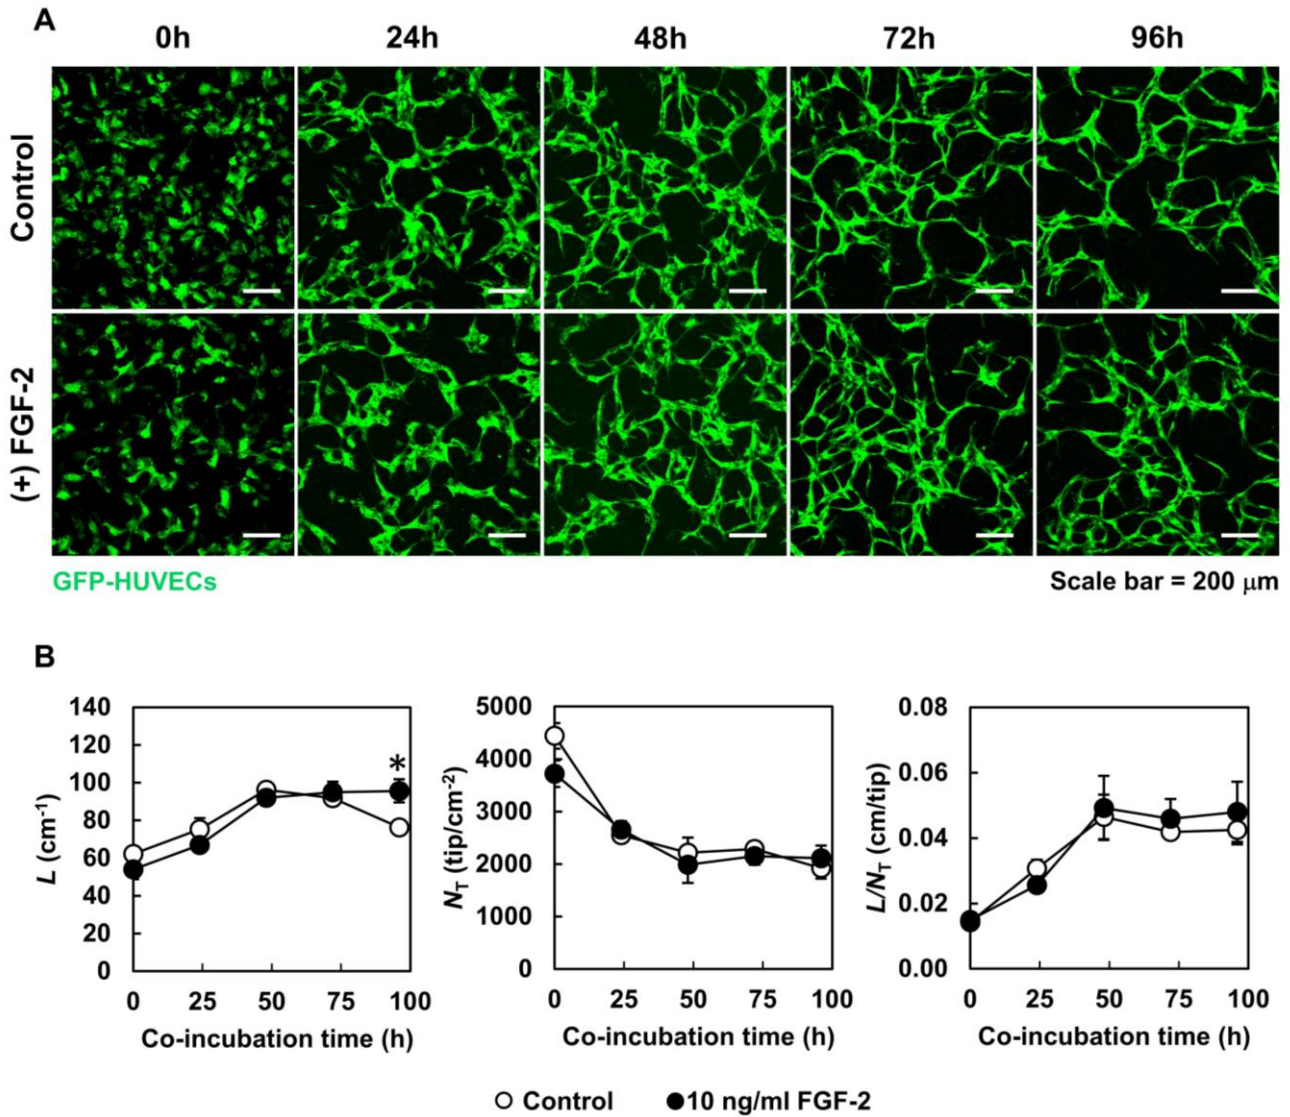 A
0h 24h 48h 72h 96h
Control
(+) FGF-2
GFP-HUVECs Scale bar = 200 μm
B
L (cm-1)
140
120
100
80
60
40
20
0
*
0 25 50 75 100
Co-incubation time (h)
NT (tip/cm-2)
5000
4000
3000
2000
1000
0
0 25 50 75 100
Co-incubation time (h)
L/NT (cm/tip)
0.08
0.06
0.04
0.02
0.00
0 25 50 75 100
Co-incubation time (h)
Control 10 ng/ml FGF-2